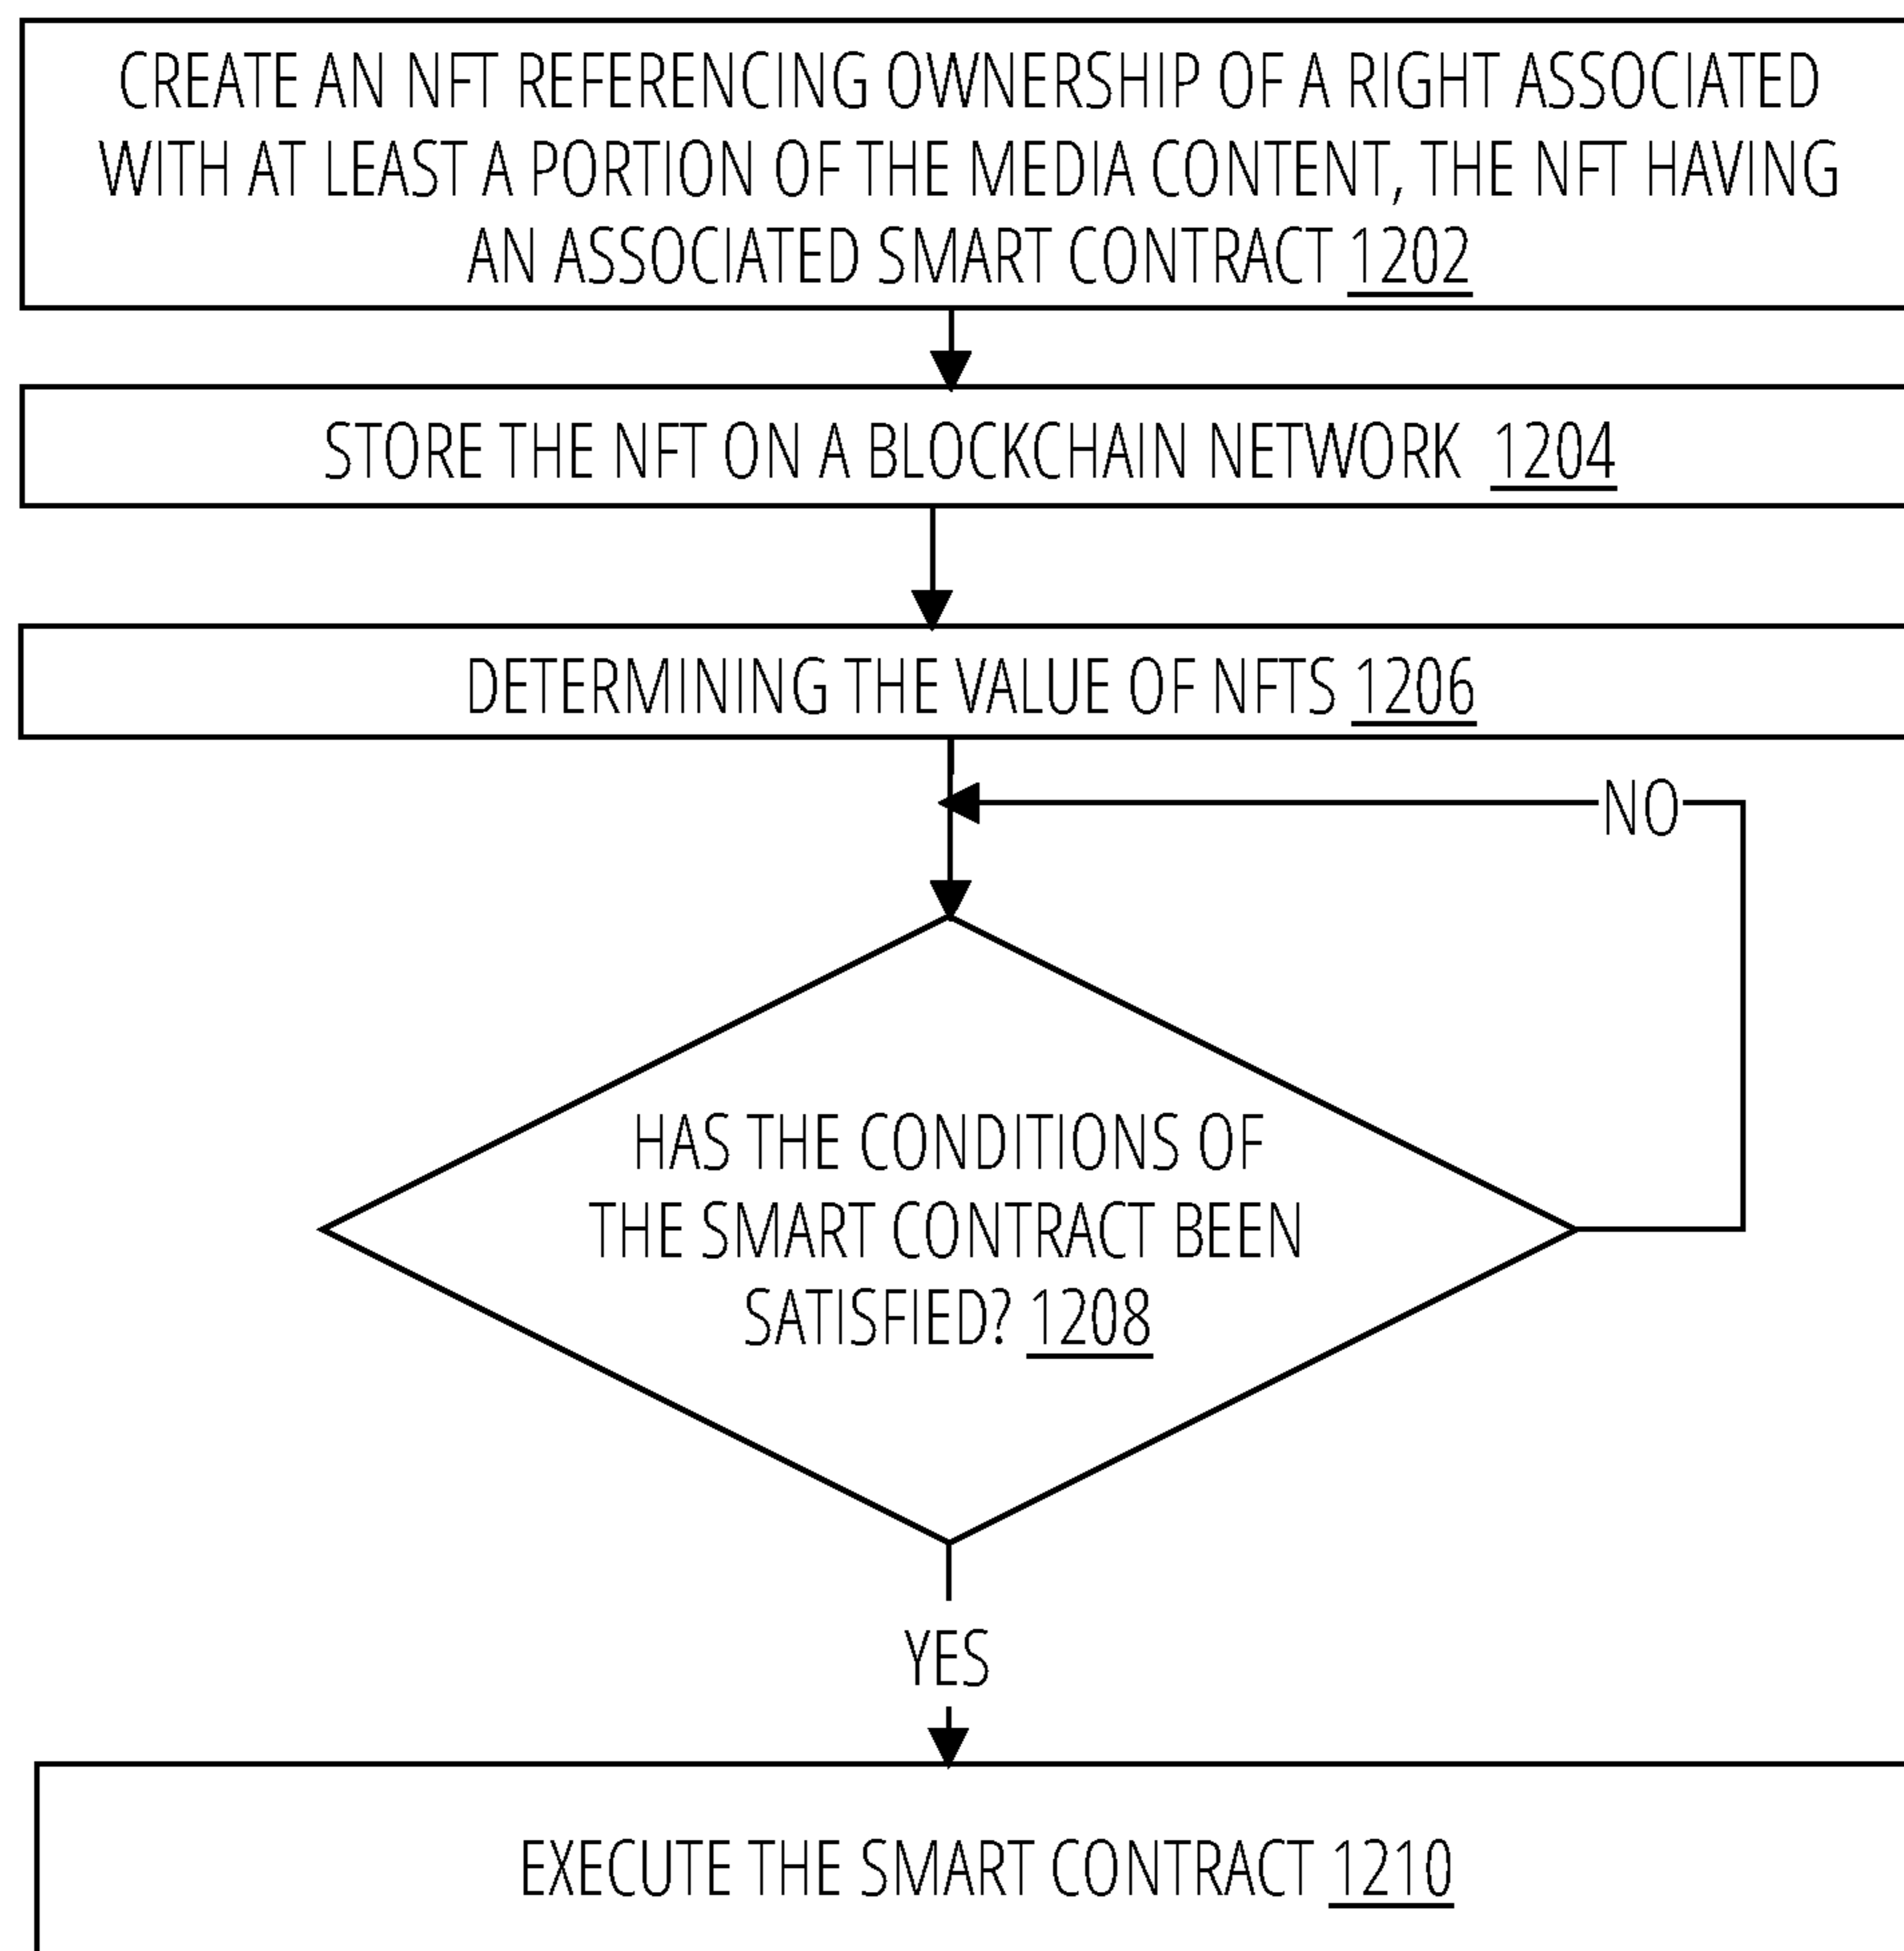 CREATE AN NFT REFERENCING OWNERSHIP OF A RIGHT ASSOCIATED
WITH AT LEAST A PORTION OF THE MEDIA CONTENT, THE NFT HAVING
AN ASSOCIATED SMART CONTRACT 1202
STORE THE NFT ON A BLOCKCHAIN NETWORK 1204
DETERMINING THE VALUE OF NFTS 1206
NO
HAS THE CONDITIONS OF
THE SMART CONTRACT BEEN
SATISFIED? 1208
YES
EXECUTE THE SMART CONTRACT 1210